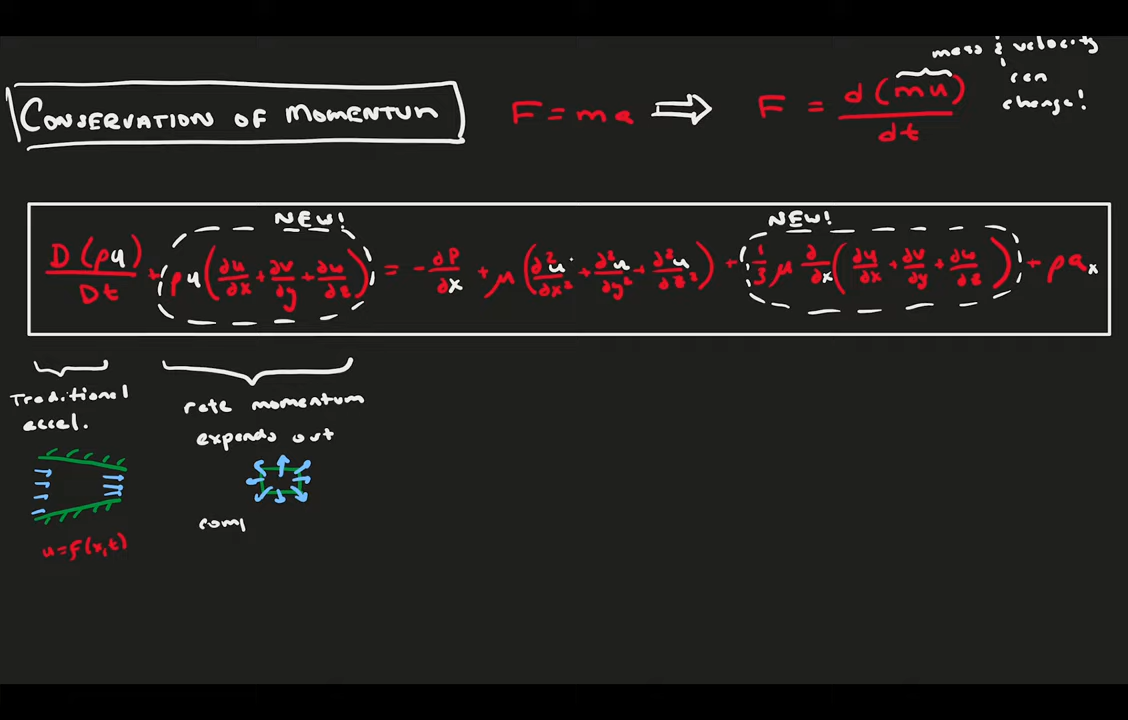 mass & velocity
can
change!
CONSERVATION OF MOMENTUM
F = ma ⇒ F = d(mu)/dt
NEW! NEW!
D(ρu)/Dt + ρu(∂u/∂x + ∂v/∂y + ∂u/∂z) = -∂P/∂x + μ(∂²u/∂x² + ∂²u/∂y² + ∂²u/∂z²) + 1/3 μ ∂/∂x(∂u/∂x + ∂v/∂y + ∂u/∂z) + ρaₓ
Traditional
accel.
rate momentum
expands out
comp
u=f(x,t)